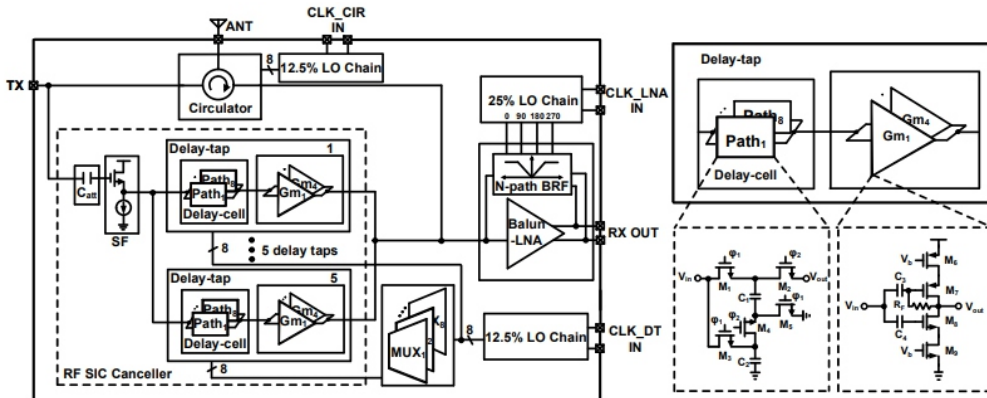 CLK_CIR
IN
ANT
8
12.5% LO Chain
TX
Circulator
25% LO Chain
0 90 180 270
CLK_LNA
IN
N-path BRF
Balun
-LNA
RX OUT
Catt
SF
Delay-tap
1
Path8
Path1
Delay-cell
Gm4
Gm1
8
5 delay taps
Delay-tap
5
Path1
Delay-cell
Gm4
Gm1
8
RF SIC Canceller
MUX1
2
X8
8
12.5% LO Chain
CLK_DT
IN
Delay-tap
Path8
Path1
Delay-cell
Gm4
Gm1
Vin
φ1
M1
φ2
M2
Vout
C1
φ1
φ2
M4
M5
φ1
M3
C2
Vb
M6
C3
M7
Vin
RF
Vout
C4
M8
Vb
M9